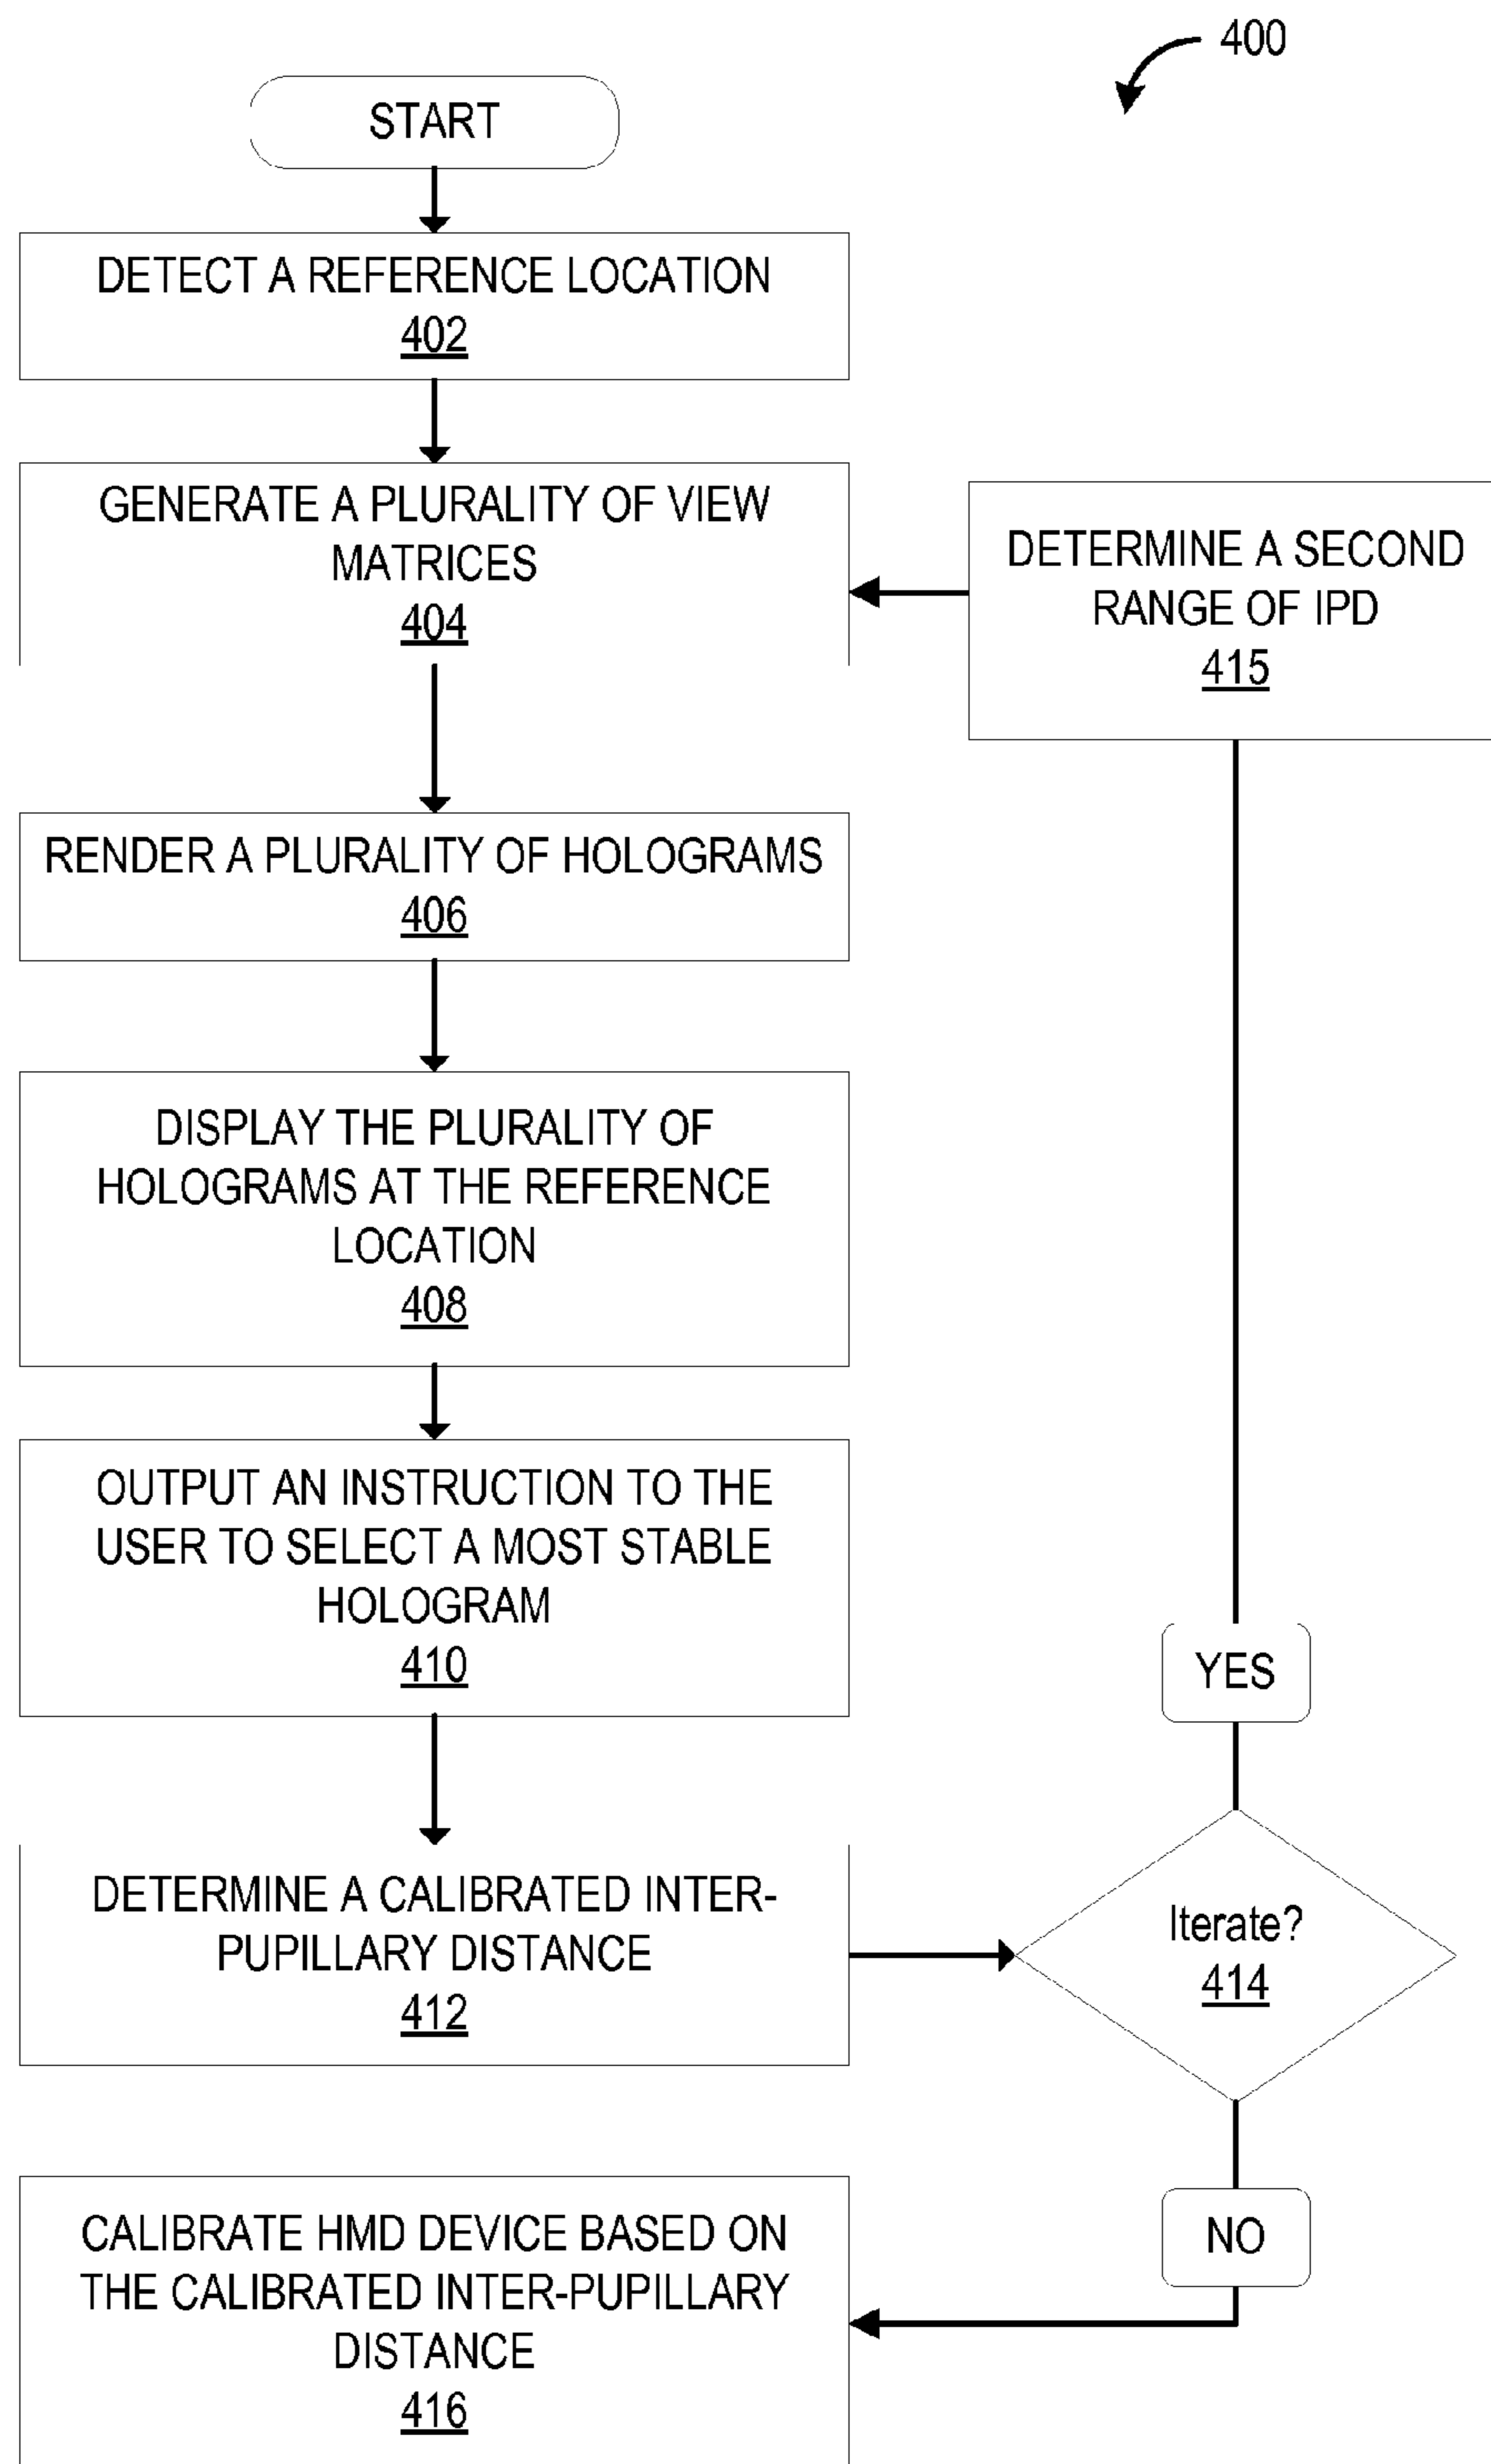 400
START
DETECT A REFERENCE LOCATION
402
GENERATE A PLURALITY OF VIEW
MATRICES
404
DETERMINE A SECOND
RANGE OF IPD
415
RENDER A PLURALITY OF HOLOGRAMS
406
DISPLAY THE PLURALITY OF
HOLOGRAMS AT THE REFERENCE
LOCATION
408
OUTPUT AN INSTRUCTION TO THE
USER TO SELECT A MOST STABLE
HOLOGRAM
410
YES
DETERMINE A CALIBRATED INTER-
PUPILLARY DISTANCE
412
Iterate?
414
NO
CALIBRATE HMD DEVICE BASED ON
THE CALIBRATED INTER-PUPILLARY
DISTANCE
416